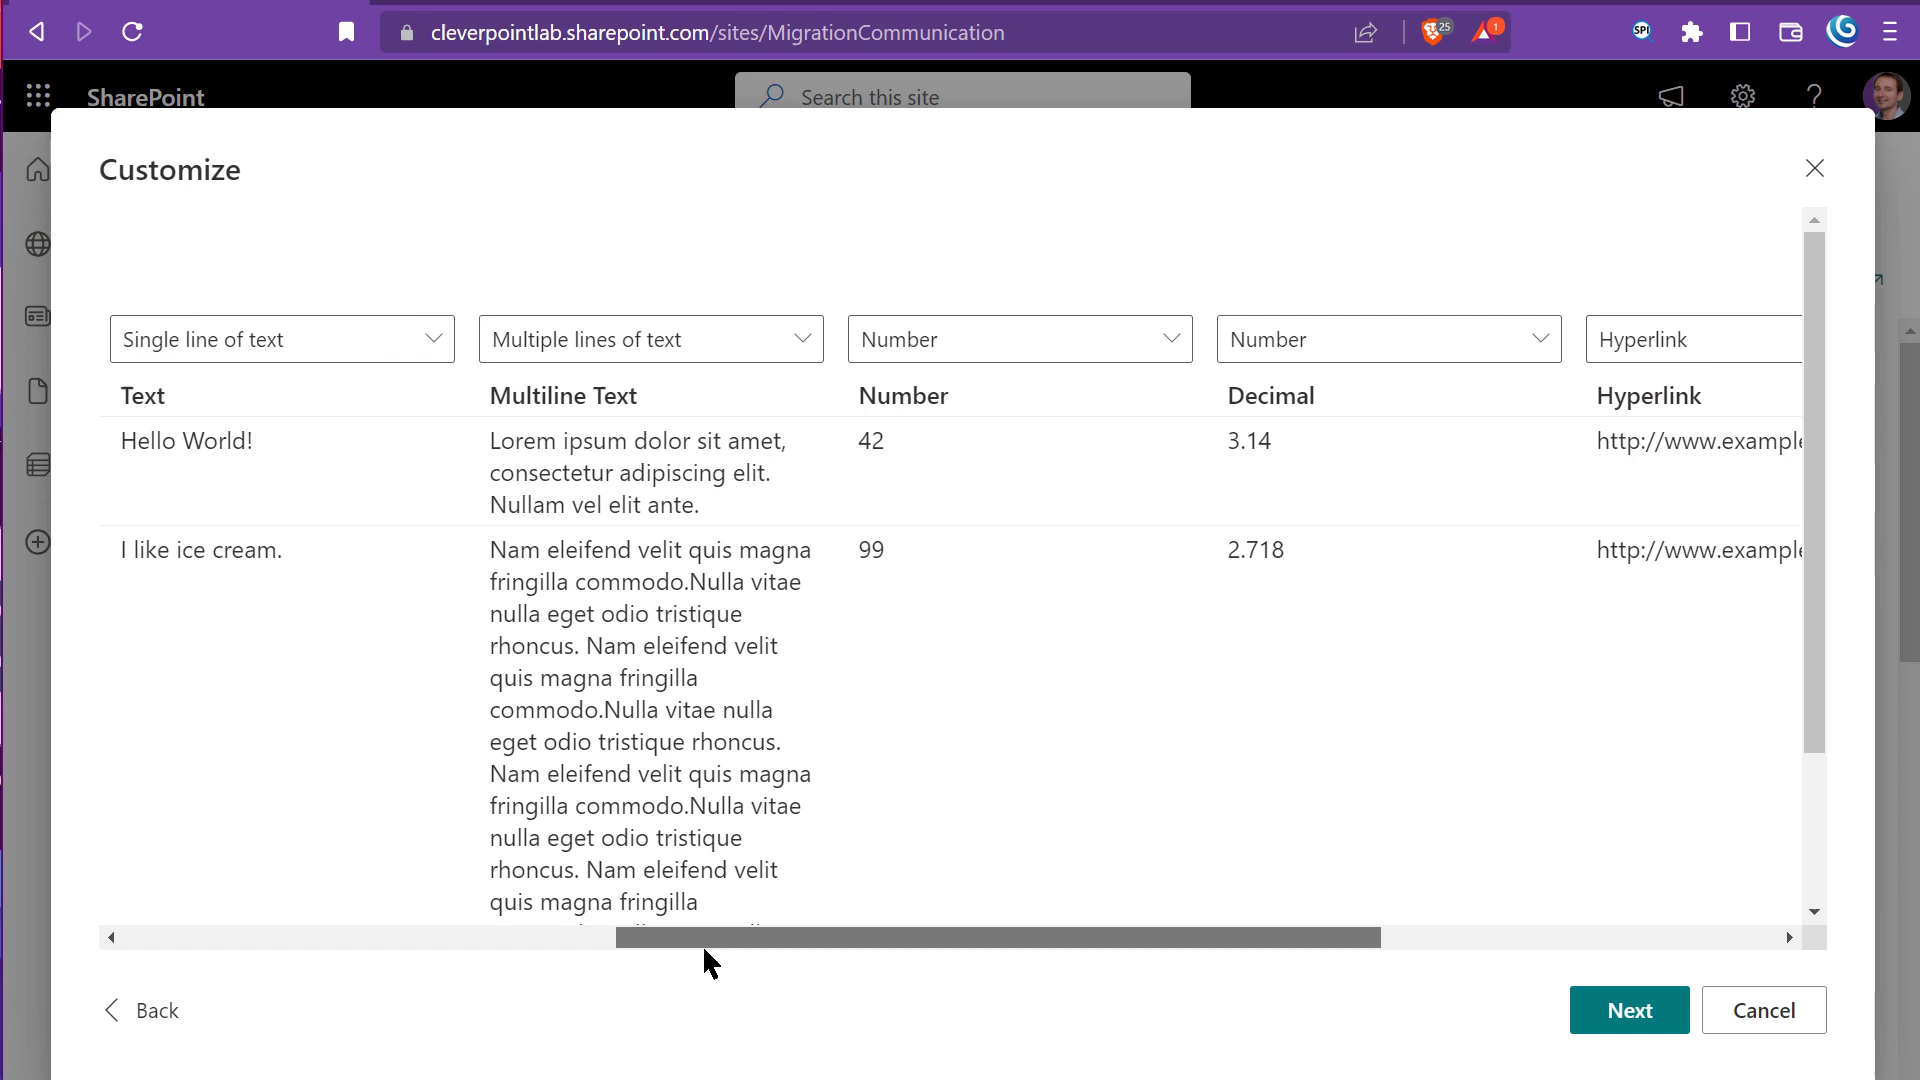 cleverpointlab.sharepoint.com/sites/MigrationCommunication
25
1
SPI
SharePoint
Search this site
Customize
Single line of text
Multiple lines of text
Number
Number
Hyperlink
Text
Multiline Text
Number
Decimal
Hyperlink
Hello World!
Lorem ipsum dolor sit amet,
consectetur adipiscing elit.
Nullam vel elit ante.
42
3.14
http://www.example
I like ice cream.
Nam eleifend velit quis magna
fringilla commodo.Nulla vitae
nulla eget odio tristique
rhoncus. Nam eleifend velit
quis magna fringilla
commodo.Nulla vitae nulla
eget odio tristique rhoncus.
Nam eleifend velit quis magna
fringilla commodo.Nulla vitae
nulla eget odio tristique
rhoncus. Nam eleifend velit
quis magna fringilla
99
2.718
http://www.example
Back
Next
Cancel